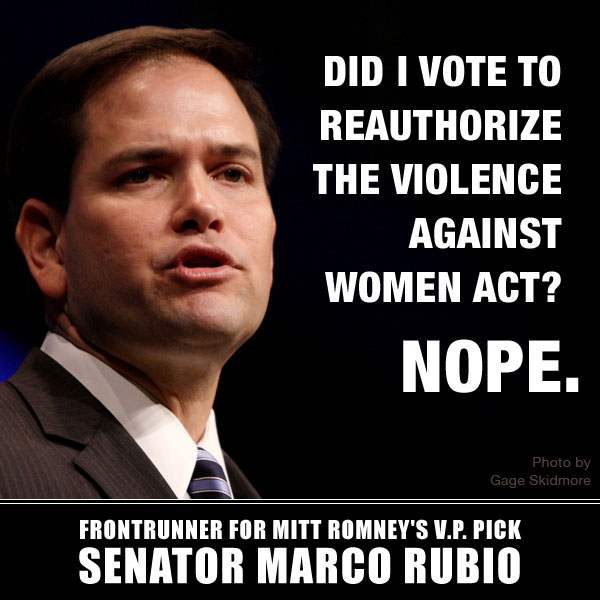 DID I VOTE TO
REAUTHORIZE
THE VIOLENCE
AGAINST
WOMEN ACT?
NOPE.
Photo by
Gage Skidmore
FRONTRUNNER FOR MITT ROMNEY'S V.P. PICK
SENATOR MARCO RUBIO